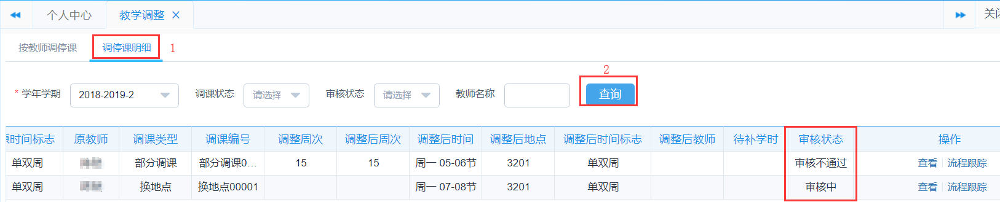 个人中心 教学调整 × 关闭
按教师调停课 调停课明细 1
2
* 学年学期 2018-2019-2 调课状态 请选择 审核状态 请选择 教师名称 查询
原时间标志 原教师 调课类型 调课编号 调整周次 调整后周次 调整后时间 调整后地点 调整后时间标志 调整后教师 待补学时 审核状态 操作
单双周 部分调课 部分调课0... 15 15 周一 05-06节 3201 单双周 审核不通过 查看 流程跟踪
单双周 换地点 换地点00001 周一 07-08节 3201 单双周 审核中 查看 流程跟踪